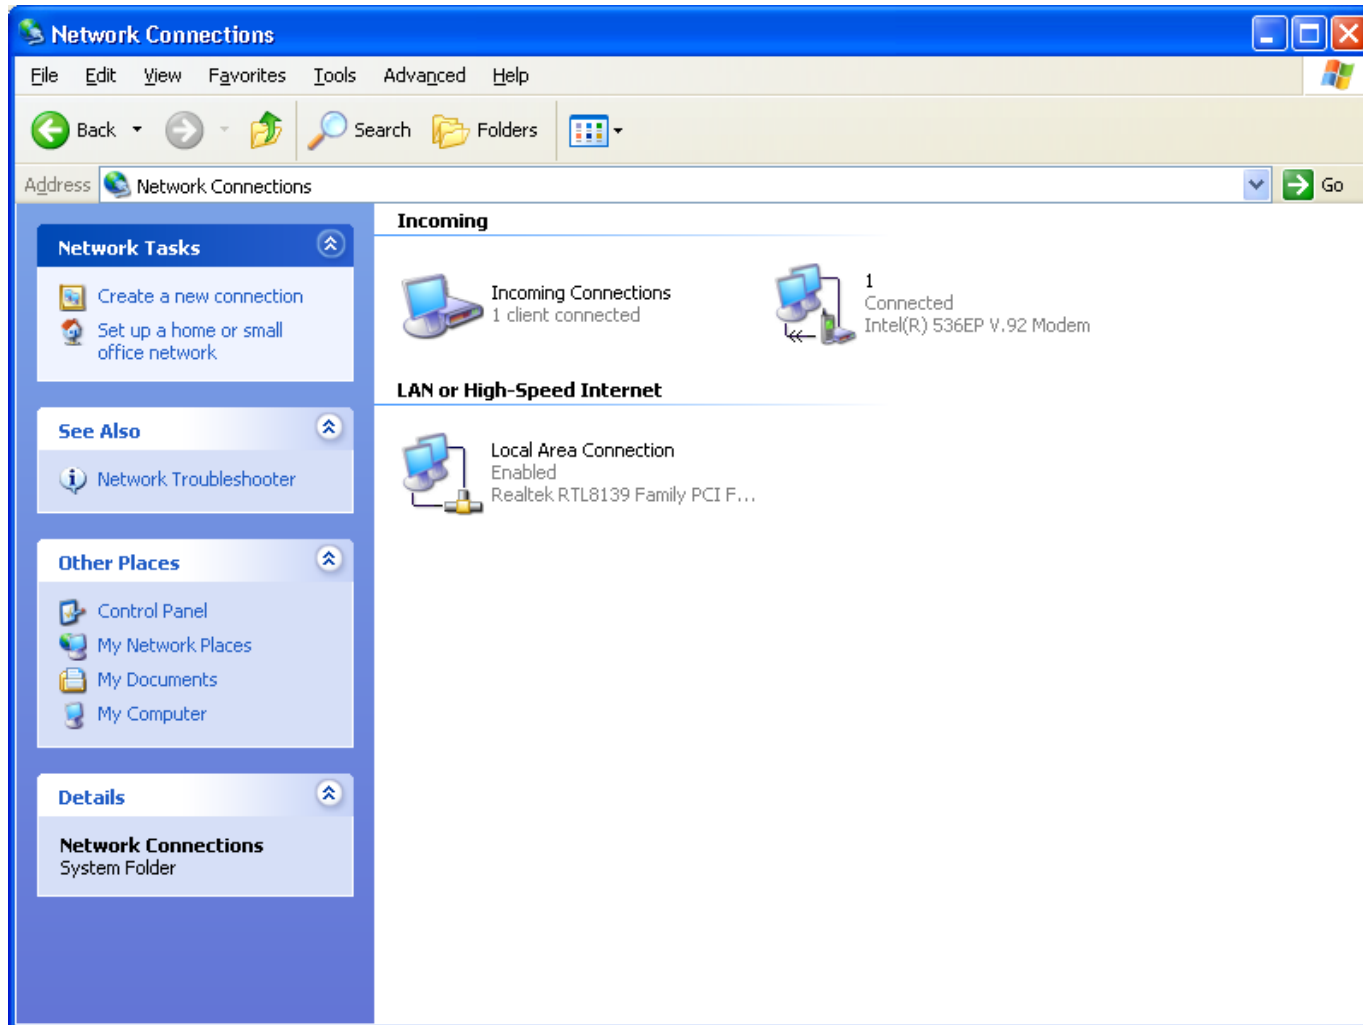 Network Connections
File Edit View Favorites Tools Advanced Help
Back Search Folders
Address Network Connections Go
Network Tasks
Create a new connection
Set up a home or small
office network
See Also
Network Troubleshooter
Other Places
Control Panel
My Network Places
My Documents
My Computer
Details
Network Connections
System Folder
Incoming
Incoming Connections
1 client connected
1
Connected
Intel(R) 536EP V.92 Modem
LAN or High-Speed Internet
Local Area Connection
Enabled
Realtek RTL8139 Family PCI F...